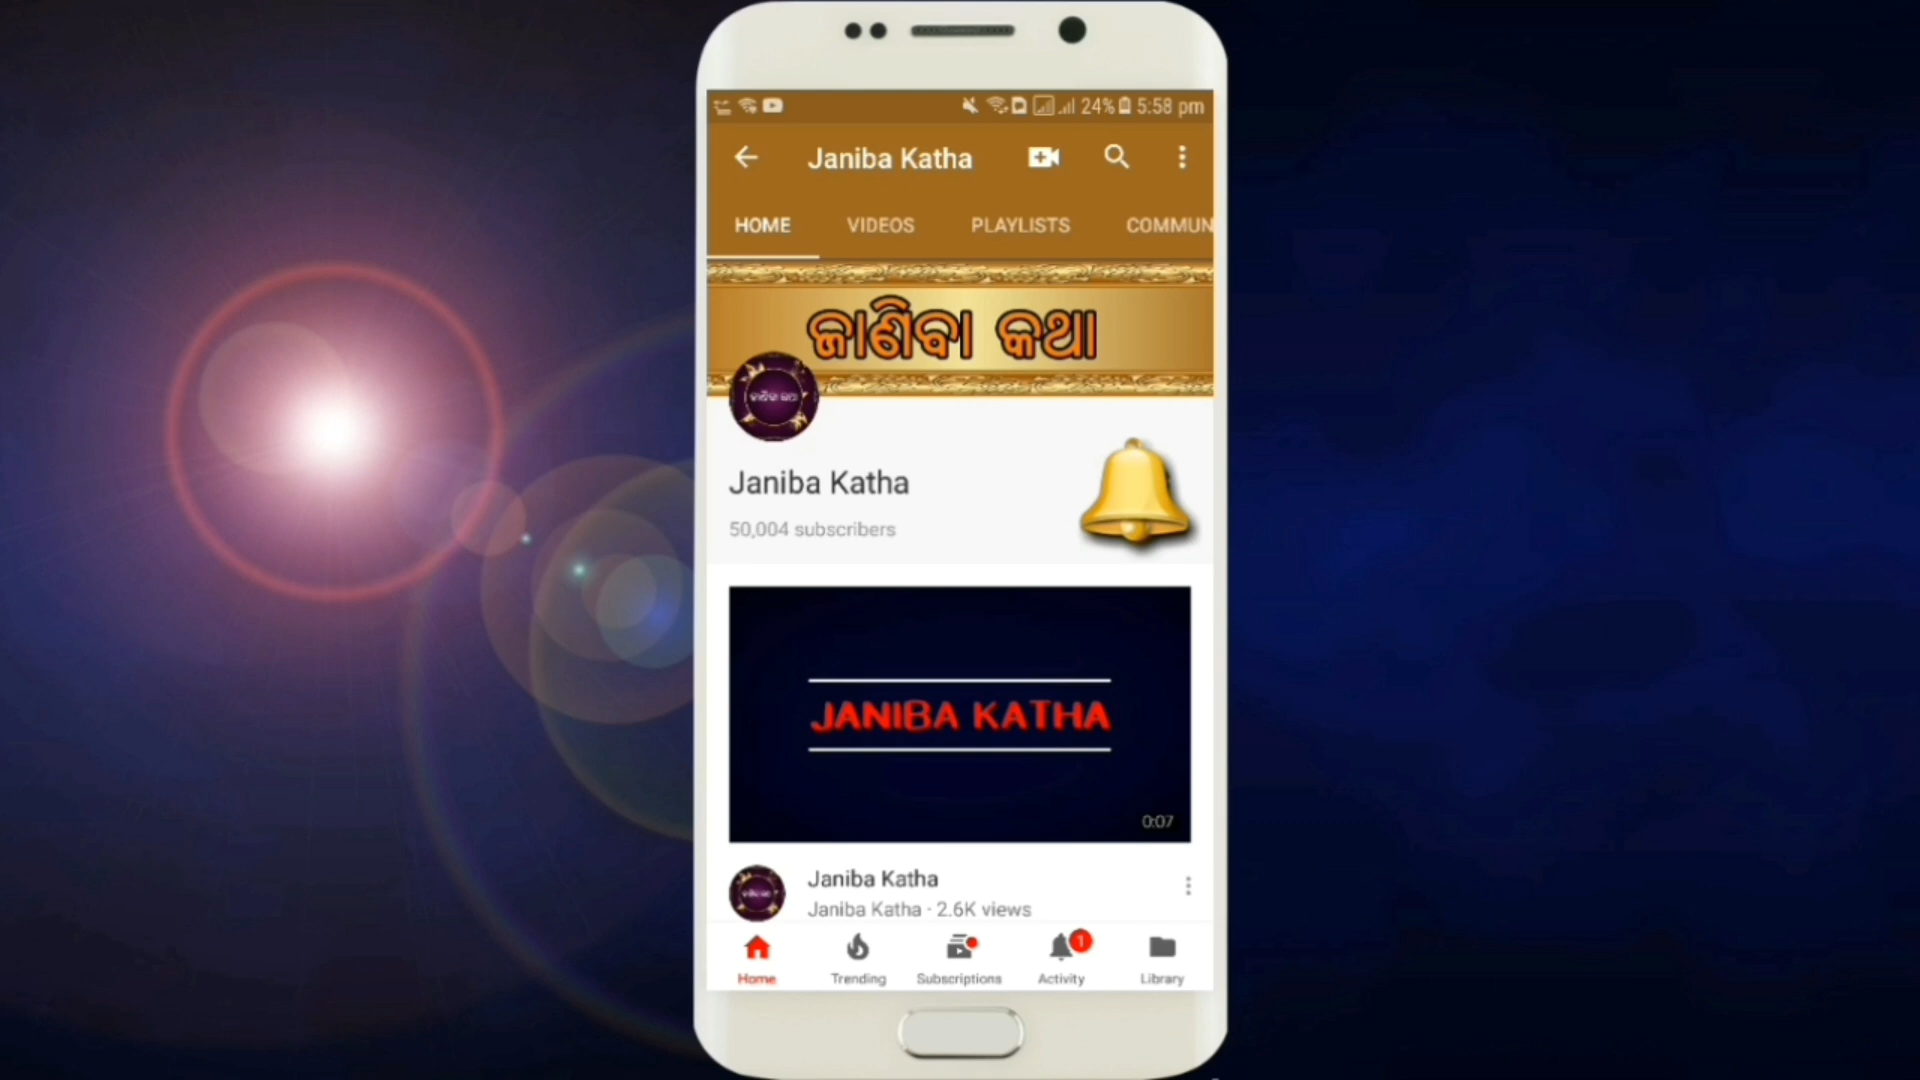 24% 5:58 pm
Janiba Katha
HOME VIDEOS PLAYLISTS COMMUN
ଜାଣିବା କଥା
ଜାଣିବା କଥା
Janiba Katha
50,004 subscribers
JANIBA KATHA
0:07
Janiba Katha
Janiba Katha · 2.6K views
1
Home Trending Subscriptions Activity Library